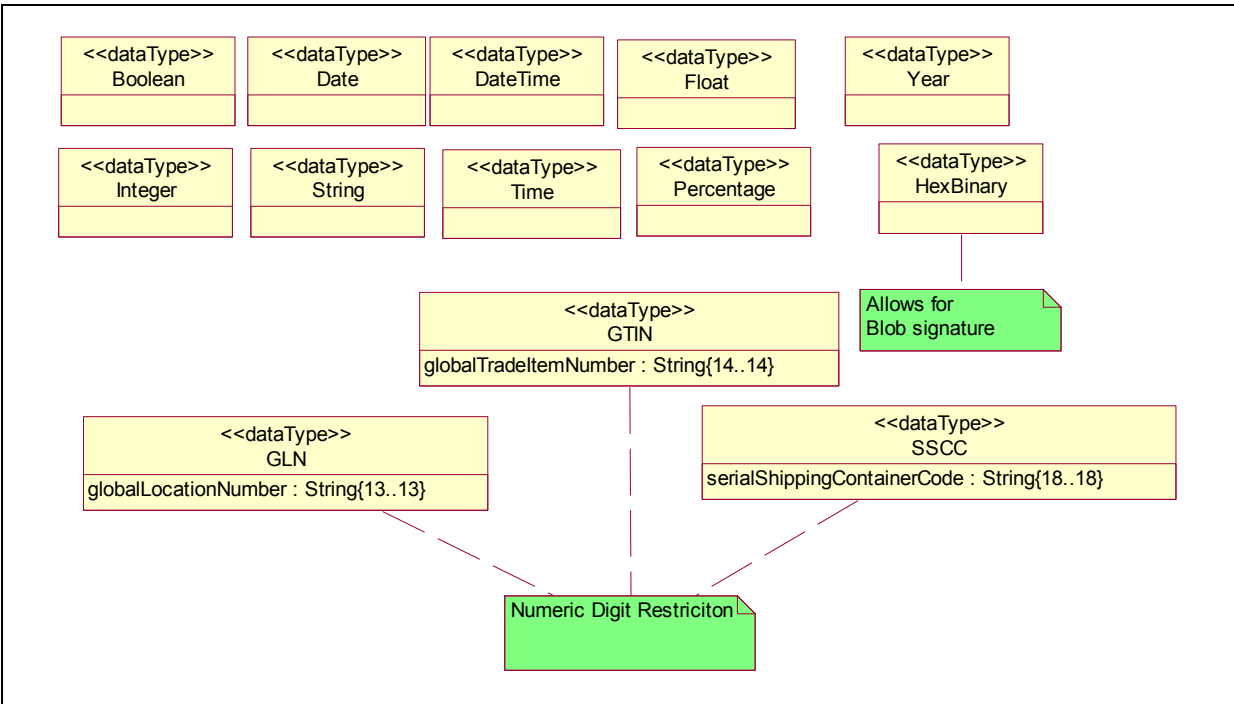 <<dataType>>
Boolean
<<dataType>>
Date
<<dataType>>
DateTime
<<dataType>>
Float
<<dataType>>
Year
<<dataType>>
Integer
<<dataType>>
String
<<dataType>>
Time
<<dataType>>
Percentage
<<dataType>>
HexBinary
Allows for
Blob signature
<<dataType>>
GTIN
globalTradeItemNumber : String{14..14}
<<dataType>>
GLN
globalLocationNumber : String{13..13}
<<dataType>>
SSCC
serialShippingContainerCode : String{18..18}
Numeric Digit Restriciton